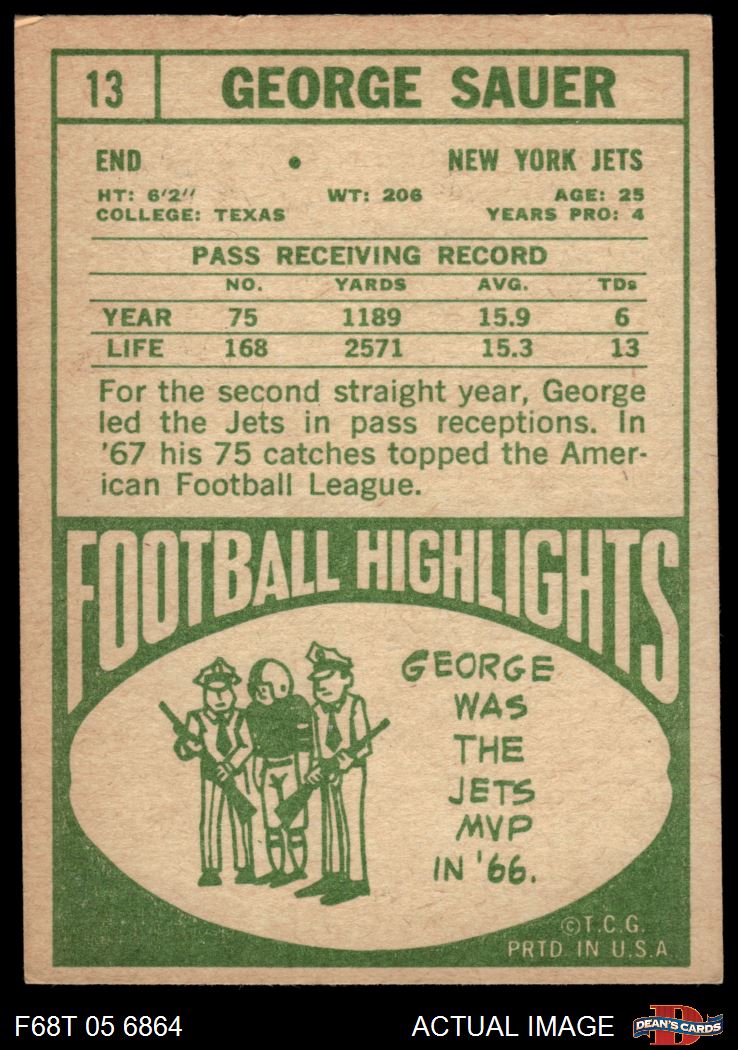 13 GEORGE SAUER
END • NEW YORK JETS
HT: 6'2" WT: 206 AGE: 25
COLLEGE: TEXAS YEARS PRO: 4
PASS RECEIVING RECORD
NO. YARDS AVG. TDs
YEAR 75 1189 15.9 6
LIFE 168 2571 15.3 13
For the second straight year, George
led the Jets in pass receptions. In
'67 his 75 catches topped the Amer-
ican Football League.
FOOTBALL HIGHLIGHTS
GEORGE
WAS
THE
JETS
MVP
IN '66.
©T.C.G.
PRTD IN U.S.A
F68T 05 6864 ACTUAL IMAGE DEAN'S CARDS